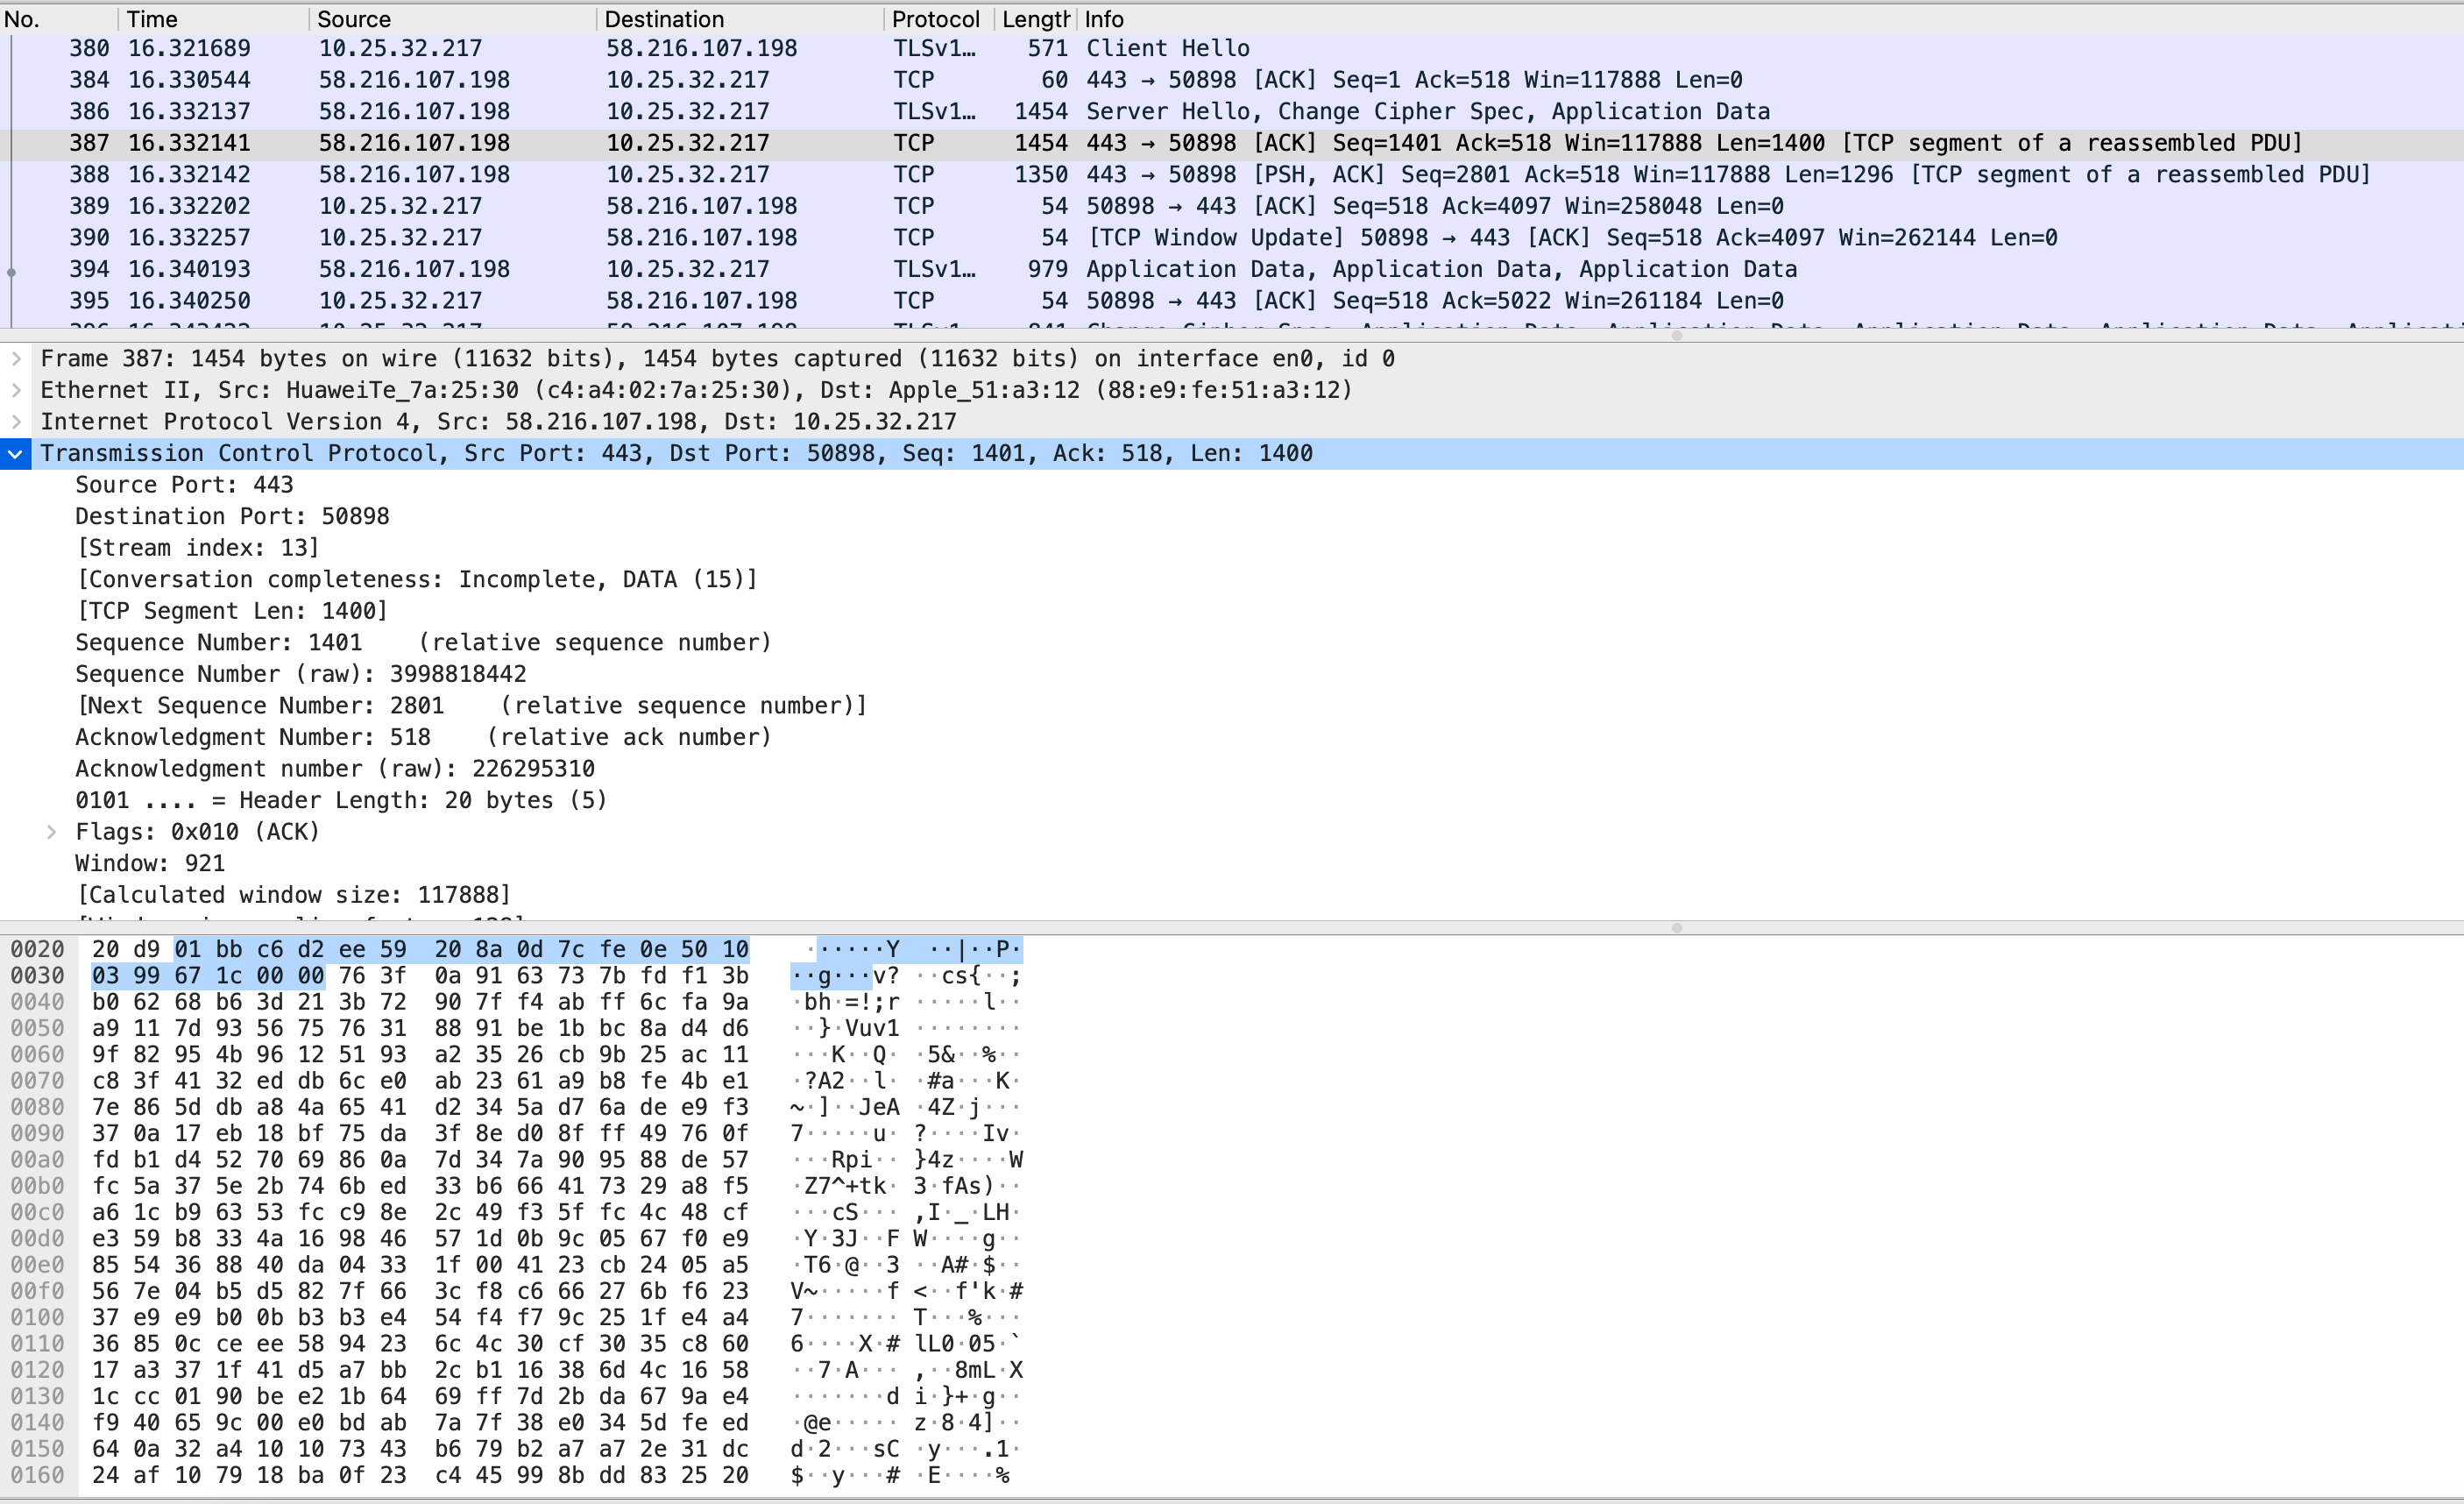 No. Time Source Destination Protocol Length Info
380 16.321689 10.25.32.217 58.216.107.198 TLSv1… 571 Client Hello
384 16.330544 58.216.107.198 10.25.32.217 TCP 60 443 → 50898 [ACK] Seq=1 Ack=518 Win=117888 Len=0
386 16.332137 58.216.107.198 10.25.32.217 TLSv1… 1454 Server Hello, Change Cipher Spec, Application Data
387 16.332141 58.216.107.198 10.25.32.217 TCP 1454 443 → 50898 [ACK] Seq=1401 Ack=518 Win=117888 Len=1400 [TCP segment of a reassembled PDU]
388 16.332142 58.216.107.198 10.25.32.217 TCP 1350 443 → 50898 [PSH, ACK] Seq=2801 Ack=518 Win=117888 Len=1296 [TCP segment of a reassembled PDU]
389 16.332202 10.25.32.217 58.216.107.198 TCP 54 50898 → 443 [ACK] Seq=518 Ack=4097 Win=258048 Len=0
390 16.332257 10.25.32.217 58.216.107.198 TCP 54 [TCP Window Update] 50898 → 443 [ACK] Seq=518 Ack=4097 Win=262144 Len=0
394 16.340193 58.216.107.198 10.25.32.217 TLSv1… 979 Application Data, Application Data, Application Data
395 16.340250 10.25.32.217 58.216.107.198 TCP 54 50898 → 443 [ACK] Seq=518 Ack=5022 Win=261184 Len=0
Frame 387: 1454 bytes on wire (11632 bits), 1454 bytes captured (11632 bits) on interface en0, id 0
Ethernet II, Src: HuaweiTe_7a:25:30 (c4:a4:02:7a:25:30), Dst: Apple_51:a3:12 (88:e9:fe:51:a3:12)
Internet Protocol Version 4, Src: 58.216.107.198, Dst: 10.25.32.217
Transmission Control Protocol, Src Port: 443, Dst Port: 50898, Seq: 1401, Ack: 518, Len: 1400
Source Port: 443
Destination Port: 50898
[Stream index: 13]
[Conversation completeness: Incomplete, DATA (15)]
[TCP Segment Len: 1400]
Sequence Number: 1401 (relative sequence number)
Sequence Number (raw): 3998818442
[Next Sequence Number: 2801 (relative sequence number)]
Acknowledgment Number: 518 (relative ack number)
Acknowledgment number (raw): 226295310
0101 .... = Header Length: 20 bytes (5)
Flags: 0x010 (ACK)
Window: 921
[Calculated window size: 117888]
0020 20 d9 01 bb c6 d2 ee 59 20 8a 0d 7c fe 0e 50 10 ······Y ··|··P·
0030 03 99 67 1c 00 00 76 3f 0a 91 63 73 7b fd f1 3b ··g···v? ··cs{··;
0040 b0 62 68 b6 3d 21 3b 72 90 7f f4 ab ff 6c fa 9a ·bh·=!;r ·····l··
0050 a9 11 7d 93 56 75 76 31 88 91 be 1b bc 8a d4 d6 ··}·Vuv1 ········
0060 9f 82 95 4b 96 12 51 93 a2 35 26 cb 9b 25 ac 11 ···K··Q· ·5&··%··
0070 c8 3f 41 32 ed db 6c e0 ab 23 61 a9 b8 fe 4b e1 ·?A2··l· ·#a···K·
0080 7e 86 5d db a8 4a 65 41 d2 34 5a d7 6a de e9 f3 ~·]··JeA ·4Z·j···
0090 37 0a 17 eb 18 bf 75 da 3f 8e d0 8f ff 49 76 0f 7·····u· ?····Iv·
00a0 fd b1 d4 52 70 69 86 0a 7d 34 7a 90 95 88 de 57 ···Rpi·· }4z····W
00b0 fc 5a 37 5e 2b 74 6b ed 33 b6 66 41 73 29 a8 f5 ·Z7^+tk· 3·fAs)··
00c0 a6 1c b9 63 53 fc c9 8e 2c 49 f3 5f fc 4c 48 cf ···cS··· ,I·_·LH·
00d0 e3 59 b8 33 4a 16 98 46 57 1d 0b 9c 05 67 f0 e9 ·Y·3J··F W····g··
00e0 85 54 36 88 40 da 04 33 1f 00 41 23 cb 24 05 a5 ·T6·@··3 ··A#·$··
00f0 56 7e 04 b5 d5 82 7f 66 3c f8 c6 66 27 6b f6 23 V~·····f <··f'k·#
0100 37 e9 e9 b0 0b b3 b3 e4 54 f4 f7 9c 25 1f e4 a4 7······· T···%···
0110 36 85 0c ce ee 58 94 23 6c 4c 30 cf 30 35 c8 60 6····X·# lL0·05·`
0120 17 a3 37 1f 41 d5 a7 bb 2c b1 16 38 6d 4c 16 58 ··7·A··· ,··8mL·X
0130 1c cc 01 90 be e2 1b 64 69 ff 7d 2b da 67 9a e4 ·······d i·}+·g··
0140 f9 40 65 9c 00 e0 bd ab 7a 7f 38 e0 34 5d fe ed ·@e····· z·8·4]··
0150 64 0a 32 a4 10 10 73 43 b6 79 b2 a7 a7 2e 31 dc d·2···sC ·y···.1·
0160 24 af 10 79 18 ba 0f 23 c4 45 99 8b dd 83 25 20 $··y···# ·E····%